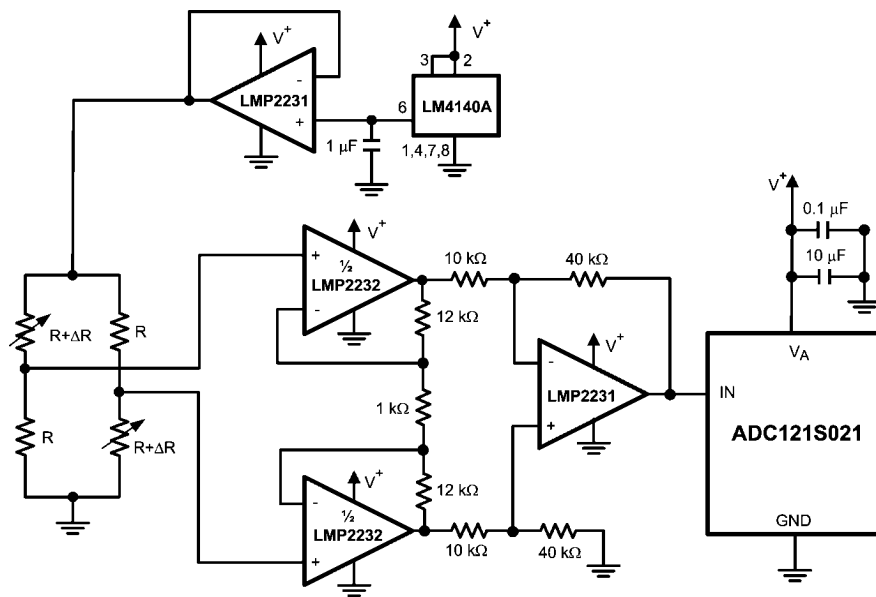 V+
3
2
V+
-
LMP2231
+
6
LM4140A
1 µF
1,4,7,8
V+
0.1 µF
10 µF
+
V+
½
LMP2232
-
10 kΩ
40 kΩ
12 kΩ
R+ΔR
R
V+
-
LMP2231
+
VA
IN
ADC121S021
1 kΩ
R
R+ΔR
12 kΩ
-
V+
½
LMP2232
+
10 kΩ
40 kΩ
GND